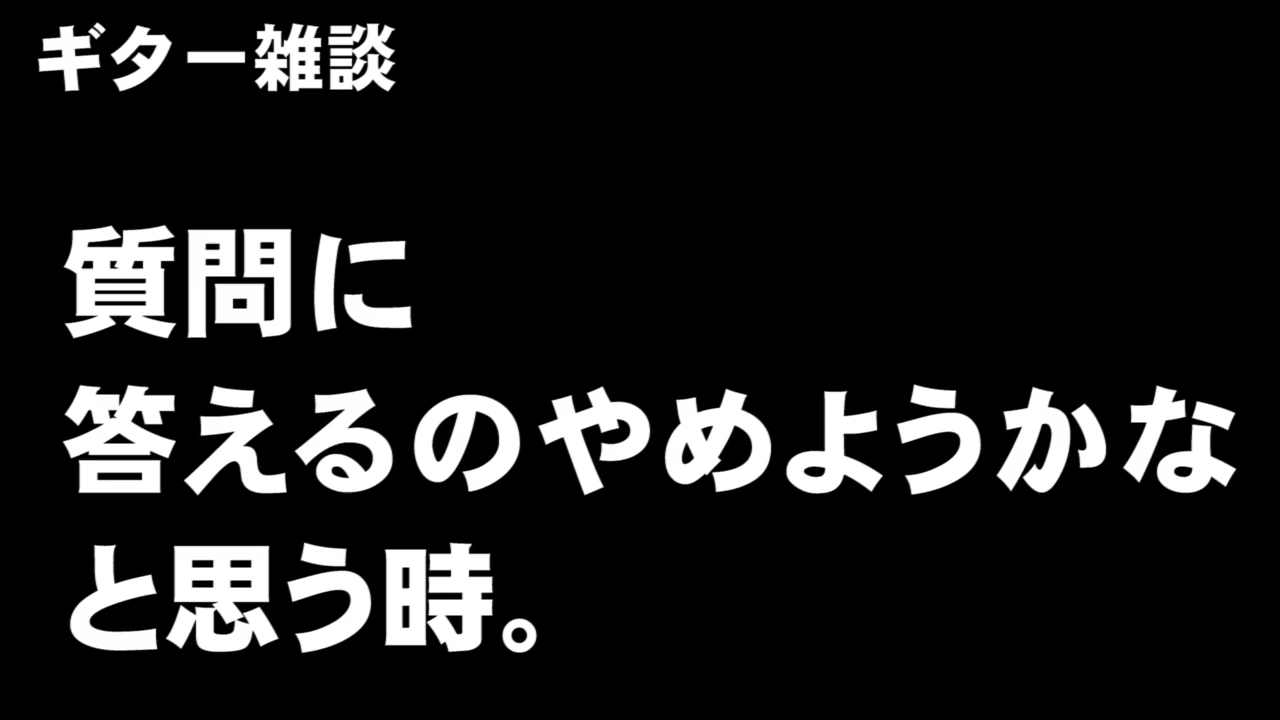 ギター雑談
質問に
答えるのやめようかな
と思う時。